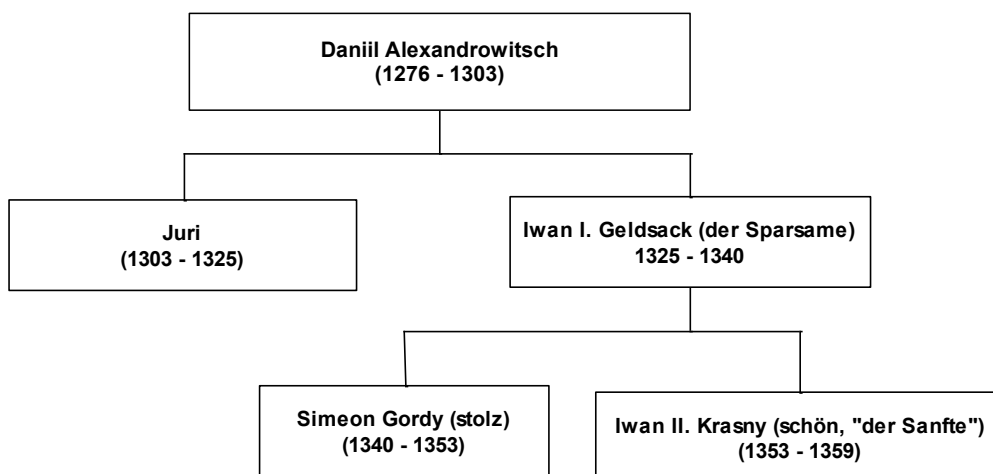 Daniil Alexandrowitsch
(1276 - 1303)
Juri
(1303 - 1325)
Iwan I. Geldsack (der Sparsame)
1325 - 1340
Simeon Gordy (stolz)
(1340 - 1353)
Iwan II. Krasny (schön, "der Sanfte")
(1353 - 1359)